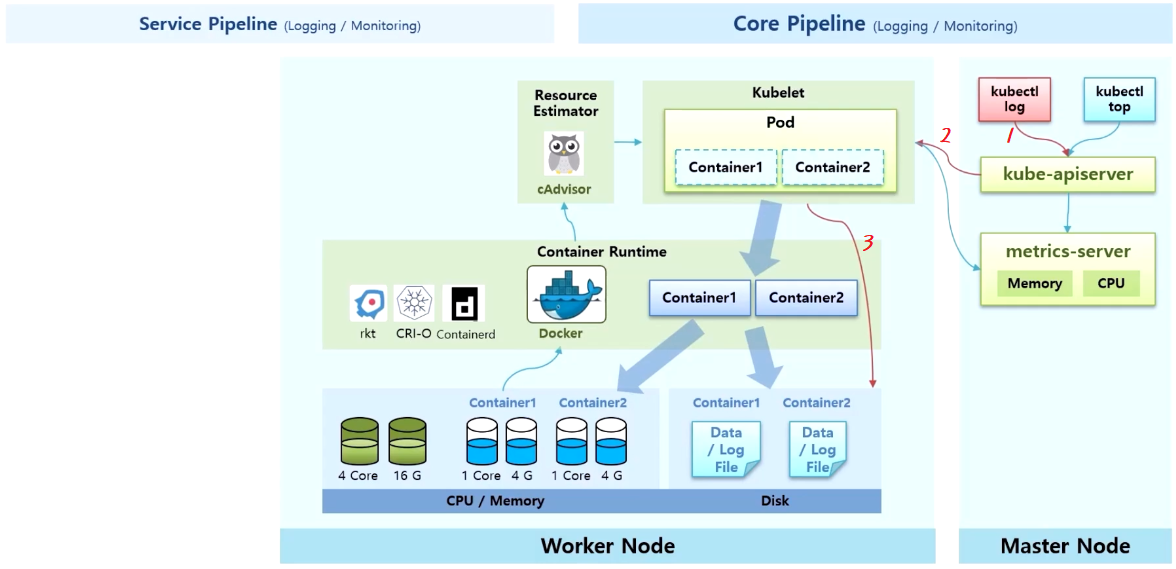 Service Pipeline (Logging / Monitoring)
Core Pipeline (Logging / Monitoring)
Resource
Estimator
cAdvisor
Kubelet
Pod
Container1
Container2
kubectl
log
kubectl
top
1
2
kube-apiserver
3
metrics-server
Memory
CPU
Container Runtime
rkt
CRI-O
Containerd
Docker
Container1
Container2
Container1
Container2
4 Core
16 G
1 Core
4 G
1 Core
4 G
CPU / Memory
Container1
Container2
Data
/ Log
File
Data
/ Log
File
Disk
Worker Node
Master Node